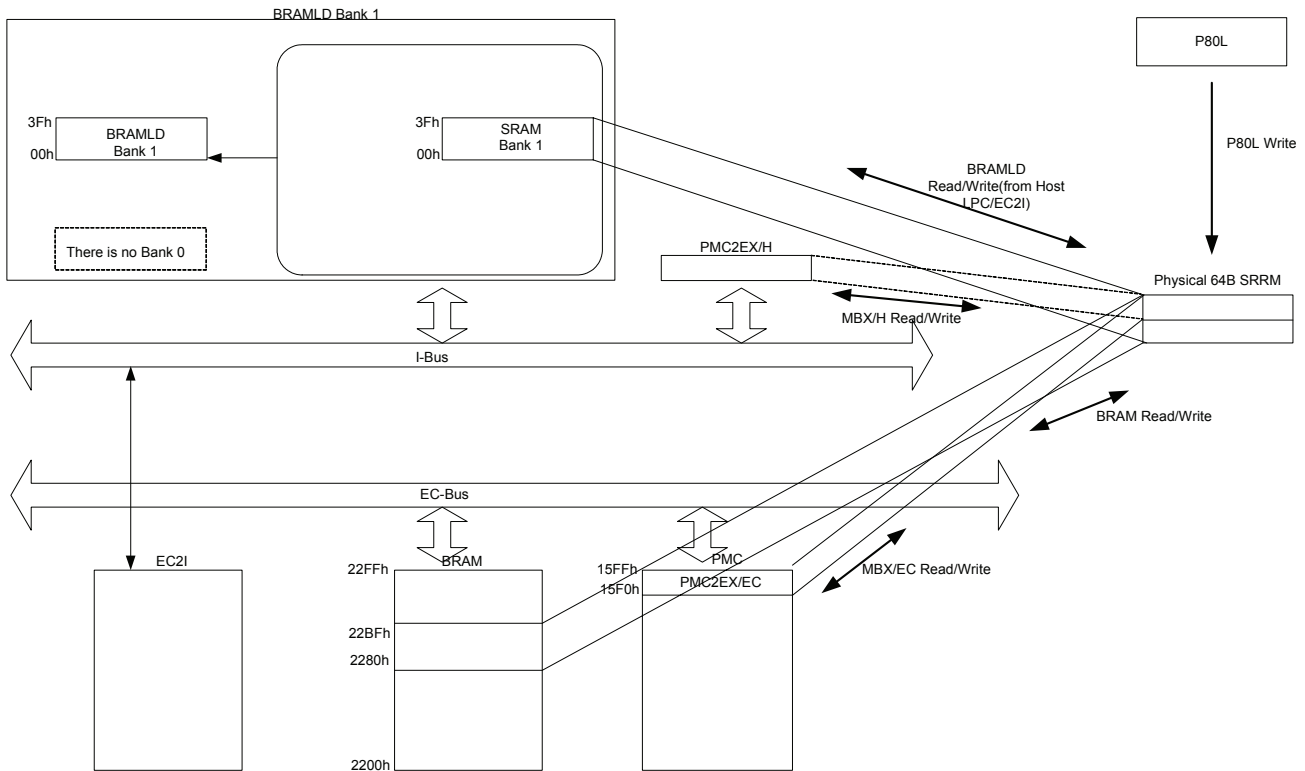 BRAMLD Bank 1
P80L
3Fh
BRAMLD
Bank 1
00h
3Fh
SRAM
Bank 1
00h
P80L Write
BRAMLD
Read/Write(from Host
LPC/EC2I)
There is no Bank 0
PMC2EX/H
Physical 64B SRRM
MBX/H Read/Write
I-Bus
BRAM Read/Write
EC-Bus
EC2I
22FFh
BRAM
15FFh
PMC
MBX/EC Read/Write
15F0h
PMC2EX/EC
22BFh
2280h
2200h